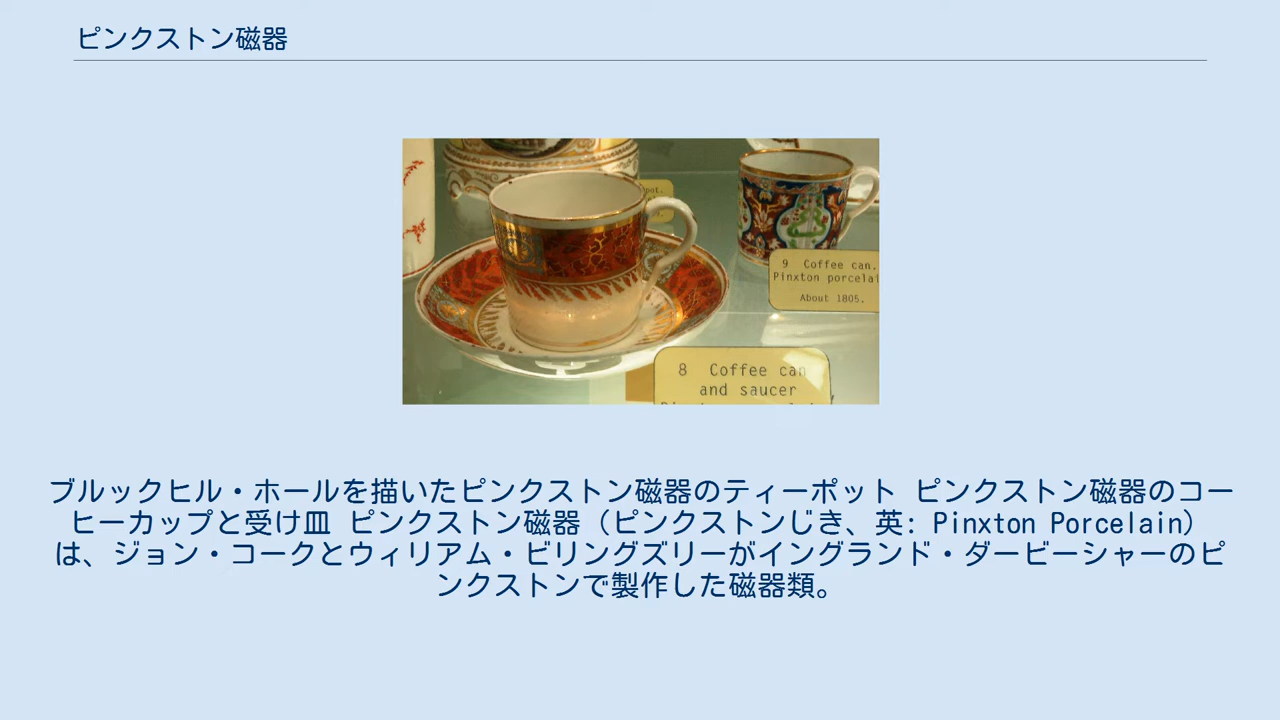 ピンクストン磁器
pot.
9 Coffee can.
Pinxton porcelai
About 1805.
8 Coffee can
and saucer
ブルックヒル・ホールを描いたピンクストン磁器のティーポット ピンクストン磁器のコー
ヒーカップと受け皿 ピンクストン磁器（ピンクストンじき、英: Pinxton Porcelain）
は、ジョン・コークとウィリアム・ビリングズリーがイングランド・ダービーシャーのピ
ンクストンで製作した磁器類。